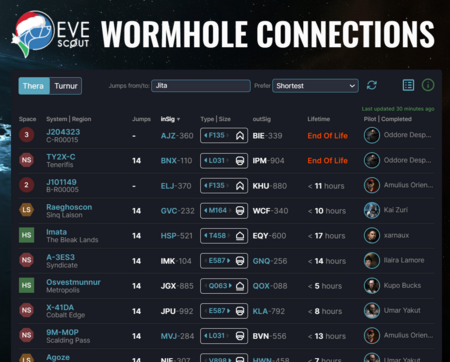 EVE SCOUT WORMHOLE CONNECTIONS
Thera Turnur Jumps from/to: Jita Prefer Shortest
Last updated 30 minutes ago
Space System | Region Jumps inSig Type | Size outSig Lifetime Pilot | Completed
3 J204323 - AJZ-360 F135 BIE-339 End Of Life Oddore Desp...
C-R00015
NS TY2X-C 14 BNX-110 L031 IPM-904 End Of Life Oddore Desp...
Tenerifis
2 J101149 - ELJ-370 F135 KHU-880 < 11 hours Amulius Orien...
B-R00005
LS Raeghoscon 14 GVC-232 M164 WCF-340 < 10 hours Kai Zuri
Sinq Laison
HS Imata 14 HSP-521 T458 EQY-600 < 17 hours xarnaux
The Bleak Lands
NS A-3ES3 14 IMK-104 E587 GNQ-256 < 14 hours Ilaira Lamore
Syndicate
HS Osvestmunnur 14 JGX-885 Q063 QOX-088 < 5 hours Kupo Bucks
Metropolis
NS X-41DA 14 JPU-992 E587 KLA-792 < 8 hours Umar Yakut
Cobalt Edge
NS 9M-M0P 14 MVJ-284 L031 BVN-556 < 13 hours Amulius Orien...
Scalding Pass
LS Agoze 14 NIF-307 V898 HWN-458 < 7 hours Umar Yakut